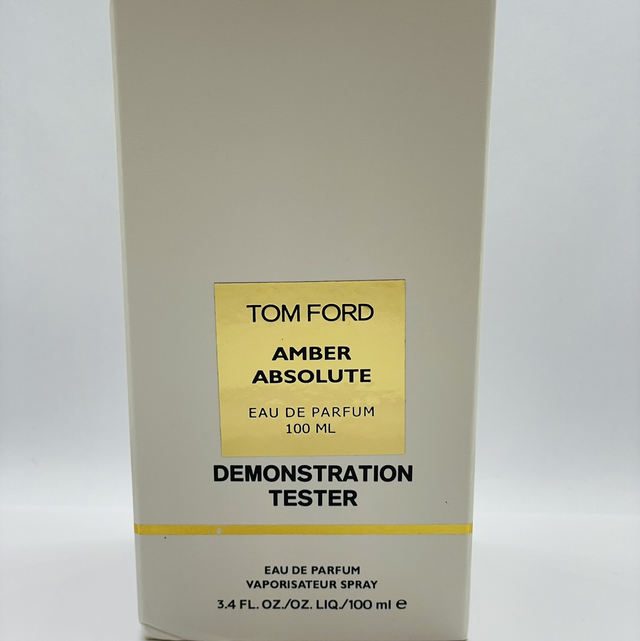 TOM FORD
AMBER
ABSOLUTE
EAU DE PARFUM
100 ML
DEMONSTRATION
TESTER
EAU DE PARFUM
VAPORISATEUR SPRAY
3.4 FL. OZ./OZ. LIQ./100 ml ℮